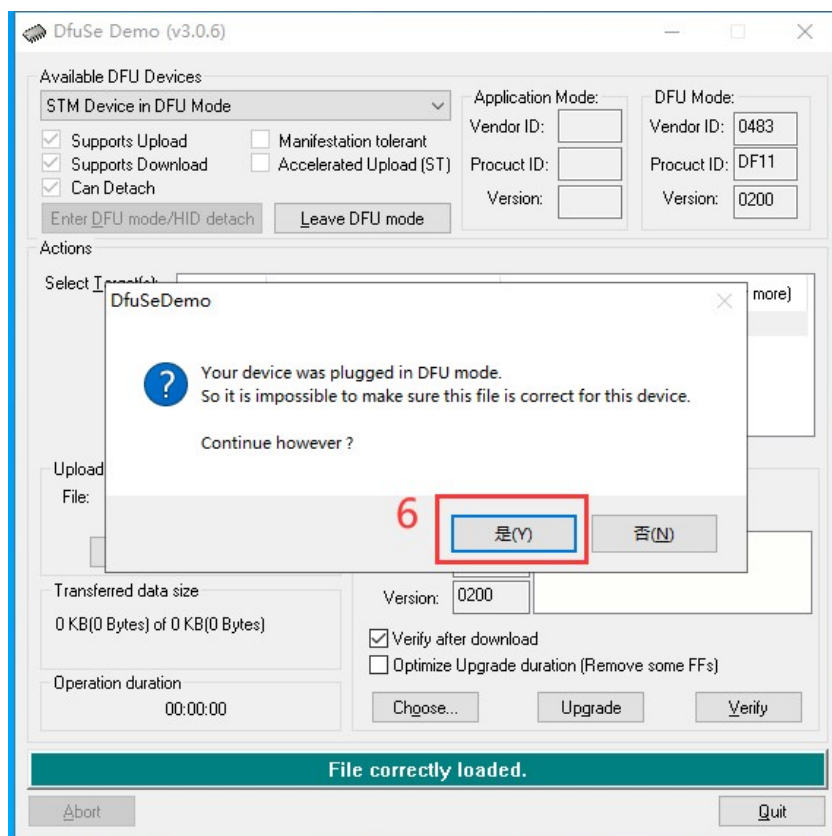 DfuSe Demo (v3.0.6)
Available DFU Devices
STM Device in DFU Mode
Supports Upload
Manifestation tolerant
Supports Download
Accelerated Upload (ST)
Can Detach
Enter DFU mode/HID detach
Leave DFU mode
Application Mode:
Vendor ID:
Procuct ID:
Version:
DFU Mode:
Vendor ID: 0483
Procuct ID: DF11
Version: 0200
Actions
Select
more)
DfuSeDemo
Your device was plugged in DFU mode.
So it is impossible to make sure this file is correct for this device.
Continue however ?
6
是(Y)
否(N)
Upload
File:
Transferred data size
0 KB(0 Bytes) of 0 KB(0 Bytes)
Operation duration
00:00:00
Version: 0200
Verify after download
Optimize Upgrade duration (Remove some FFs)
Choose...
Upgrade
Verify
File correctly loaded.
Abort
Quit